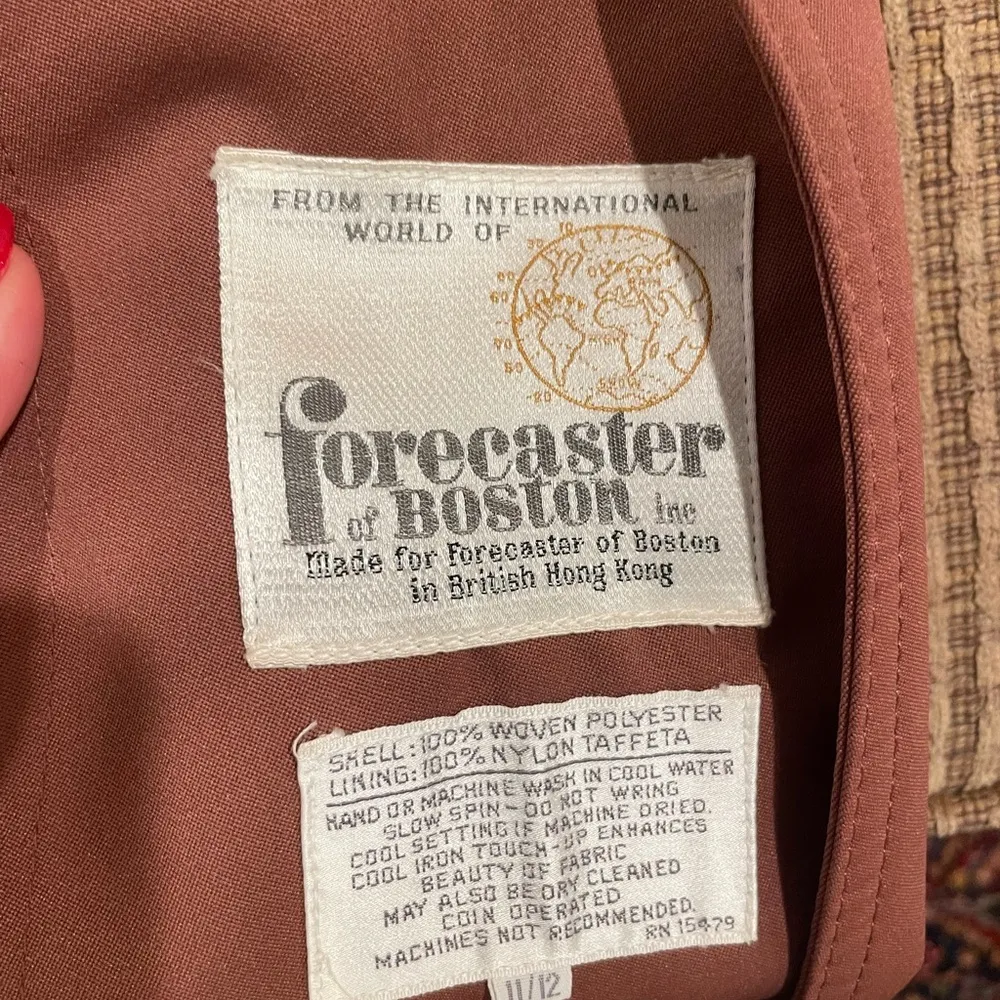 FROM THE INTERNATIONAL
WORLD OF
forecaster
of BOSTON inc
Made for Forecaster of Boston
in British Hong Kong
SHELL: 100% WOVEN POLYESTER
LINING: 100% NYLON TAFFETA
HAND OR MACHINE WASH IN COOL WATER
SLOW SPIN - DO NOT WRING
COOL SETTING IF MACHINE DRIED.
COOL IRON TOUCH-UP ENHANCES
BEAUTY OF FABRIC
MAY ALSO BE DRY CLEANED
COIN OPERATED
MACHINES NOT RECOMMENDED.
RN 15479
11/12